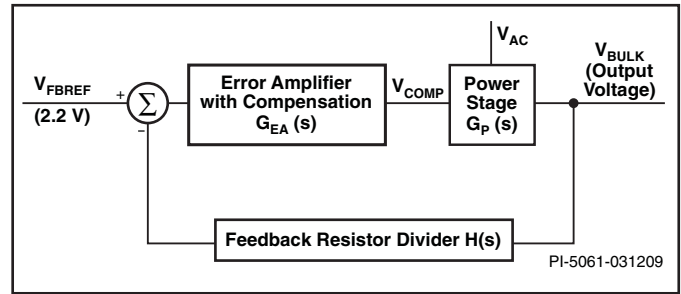 V_AC
V_FBREF
(2.2 V)
+
Σ
−
Error Amplifier
with Compensation
G_EA (s)
V_COMP
Power
Stage
G_P (s)
V_BULK
(Output
Voltage)
Feedback Resistor Divider H(s)
PI-5061-031209